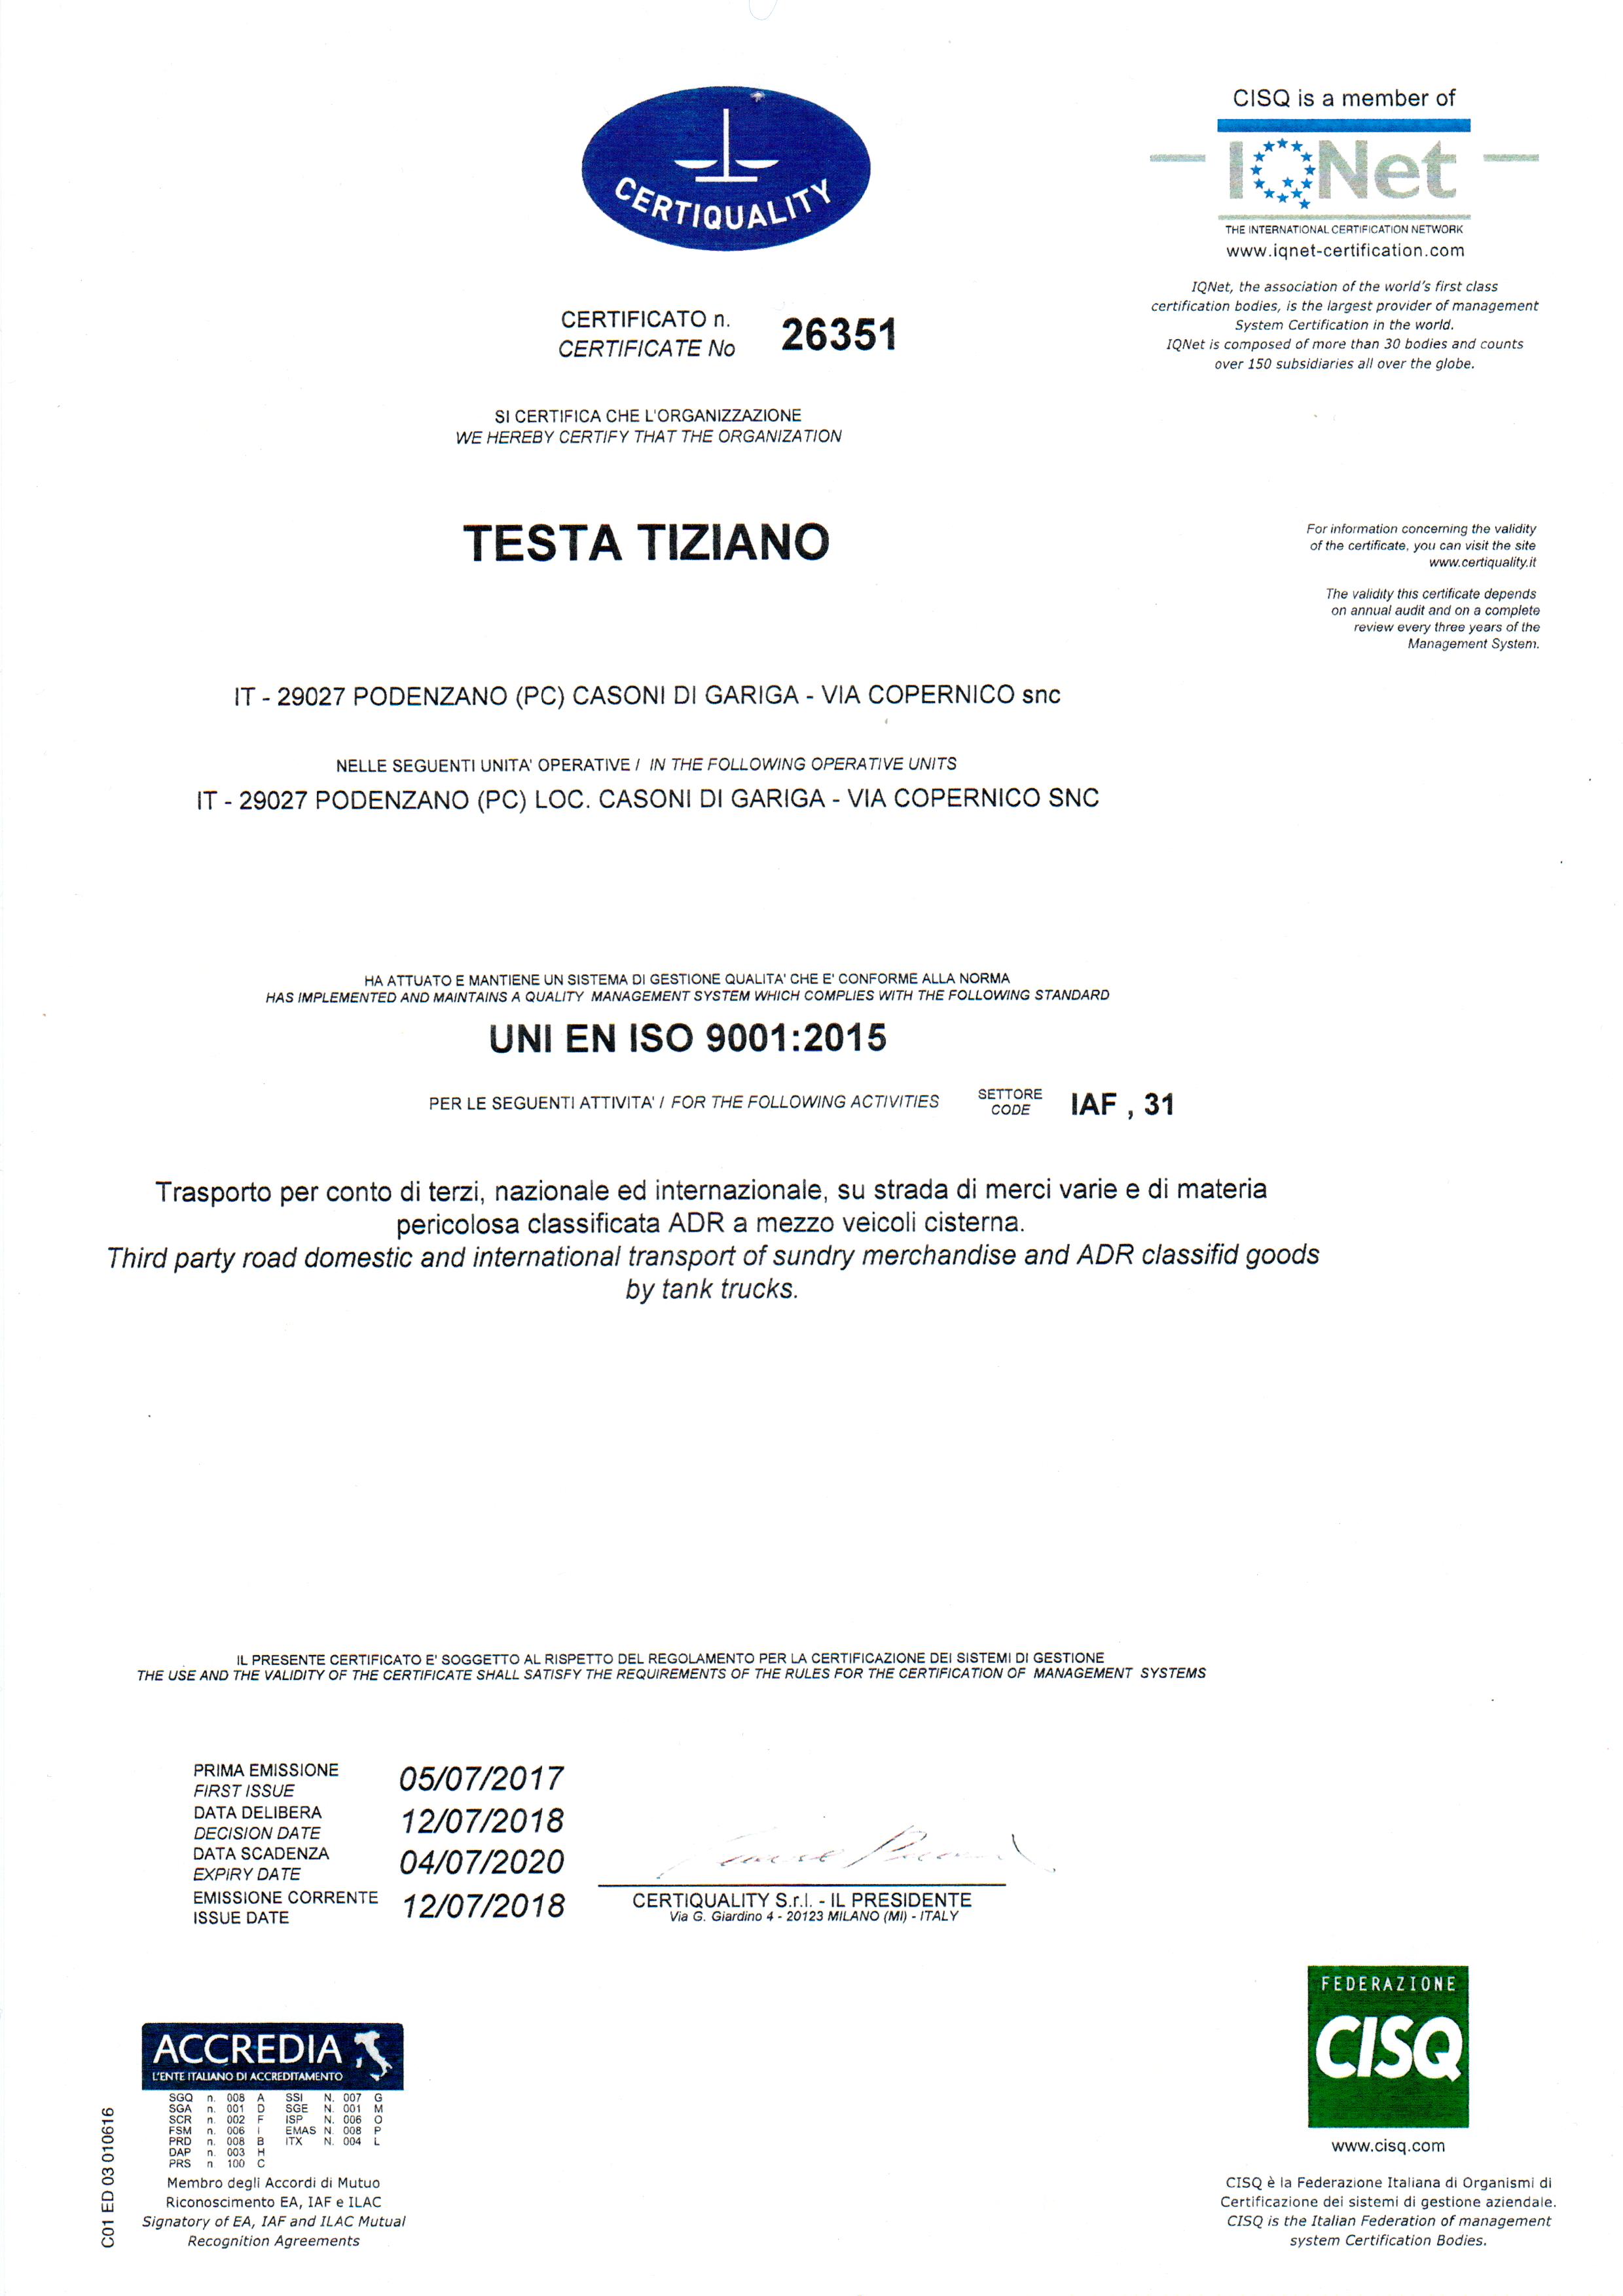 CERTIQUALITY
CISQ is a member of
IQNet
THE INTERNATIONAL CERTIFICATION NETWORK
www.iqnet-certification.com
IQNet, the association of the world's first class
certification bodies, is the largest provider of management
System Certification in the world.
IQNet is composed of more than 30 bodies and counts
over 150 subsidiaries all over the globe.
CERTIFICATO n.
CERTIFICATE No
26351
SI CERTIFICA CHE L'ORGANIZZAZIONE
WE HEREBY CERTIFY THAT THE ORGANIZATION
TESTA TIZIANO
For information concerning the validity
of the certificate, you can visit the site
www.certiquality.it
The validity this certificate depends
on annual audit and on a complete
review every three years of the
Management System.
IT - 29027 PODENZANO (PC) CASONI DI GARIGA - VIA COPERNICO snc
NELLE SEGUENTI UNITA' OPERATIVE / IN THE FOLLOWING OPERATIVE UNITS
IT - 29027 PODENZANO (PC) LOC. CASONI DI GARIGA - VIA COPERNICO SNC
HA ATTUATO E MANTIENE UN SISTEMA DI GESTIONE QUALITA' CHE E' CONFORME ALLA NORMA
HAS IMPLEMENTED AND MAINTAINS A QUALITY MANAGEMENT SYSTEM WHICH COMPLIES WITH THE FOLLOWING STANDARD
UNI EN ISO 9001:2015
PER LE SEGUENTI ATTIVITA' / FOR THE FOLLOWING ACTIVITIES
SETTORE
CODE
IAF , 31
Trasporto per conto di terzi, nazionale ed internazionale, su strada di merci varie e di materia
pericolosa classificata ADR a mezzo veicoli cisterna.
Third party road domestic and international transport of sundry merchandise and ADR classifid goods
by tank trucks.
IL PRESENTE CERTIFICATO E' SOGGETTO AL RISPETTO DEL REGOLAMENTO PER LA CERTIFICAZIONE DEI SISTEMI DI GESTIONE
THE USE AND THE VALIDITY OF THE CERTIFICATE SHALL SATISFY THE REQUIREMENTS OF THE RULES FOR THE CERTIFICATION OF MANAGEMENT SYSTEMS
PRIMA EMISSIONE
FIRST ISSUE
05/07/2017
DATA DELIBERA
DECISION DATE
12/07/2018
DATA SCADENZA
EXPIRY DATE
04/07/2020
EMISSIONE CORRENTE
ISSUE DATE
12/07/2018
CERTIQUALITY S.r.l. - IL PRESIDENTE
Via G. Giardino 4 - 20123 MILANO (MI) - ITALY
ACCREDIA
L'ENTE ITALIANO DI ACCREDITAMENTO
SGQ n. 008 A SSI N. 007 G
SGA n. 001 D SGE N. 001 M
SCR n. 002 F ISP N. 006 O
FSM n. 006 I EMAS N. 008 P
PRD n. 008 B ITX N. 004 L
DAP n. 003 H
PRS n 100 C
Membro degli Accordi di Mutuo
Riconoscimento EA, IAF e ILAC
Signatory of EA, IAF and ILAC Mutual
Recognition Agreements
C01 ED 03 010616
FEDERAZIONE
CISQ
www.cisq.com
CISQ è la Federazione Italiana di Organismi di
Certificazione dei sistemi di gestione aziendale.
CISQ is the Italian Federation of management
system Certification Bodies.